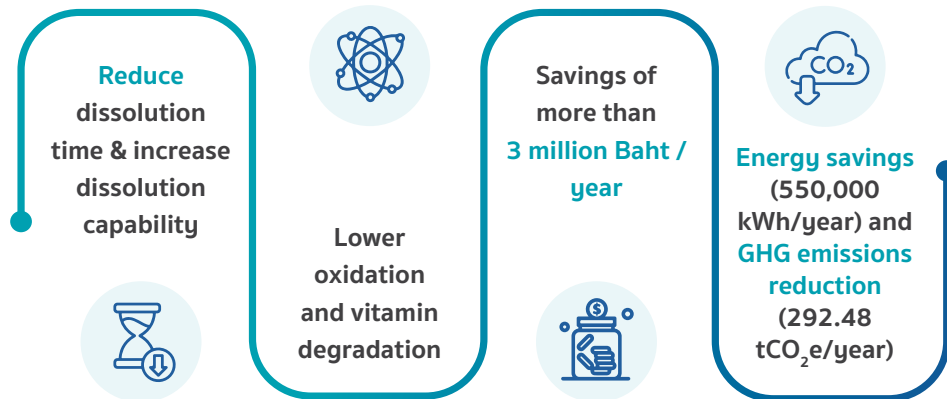 Reduce
dissolution
time & increase
dissolution
capability
Lower
oxidation
and vitamin
degradation
Savings of
more than
3 million Baht /
year
$
CO₂
Energy savings
(550,000
kWh/year) and
GHG emissions
reduction
(292.48
tCO₂e/year)